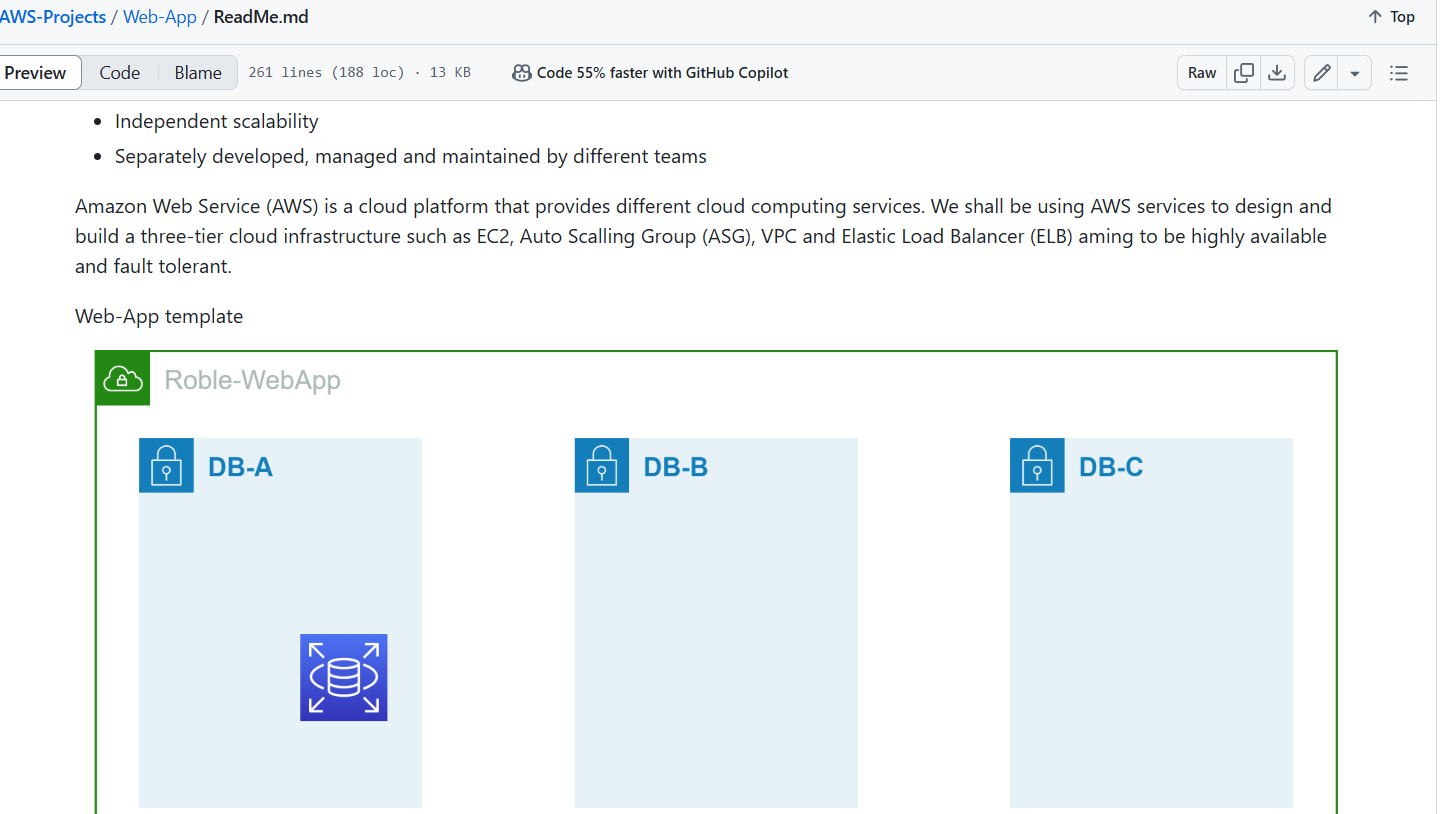 AWS-Projects / Web-App / ReadMe.md
Top
Preview Code Blame 261 lines (188 loc) · 13 KB Code 55% faster with GitHub Copilot Raw
• Independent scalability
• Separately developed, managed and maintained by different teams
Amazon Web Service (AWS) is a cloud platform that provides different cloud computing services. We shall be using AWS services to design and
build a three-tier cloud infrastructure such as EC2, Auto Scalling Group (ASG), VPC and Elastic Load Balancer (ELB) aming to be highly available
and fault tolerant.
Web-App template
Roble-WebApp
DB-A DB-B DB-C